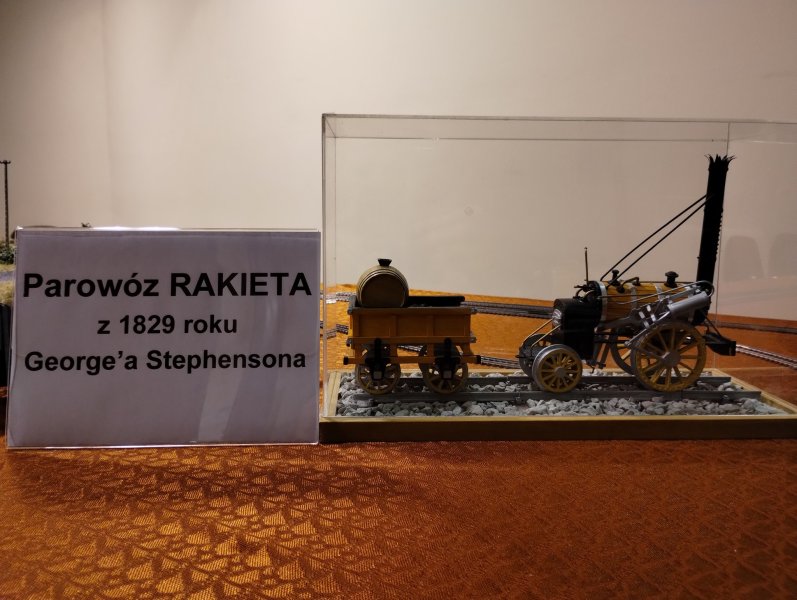 Parowóz RAKIETA
z 1829 roku
George'a Stephensona